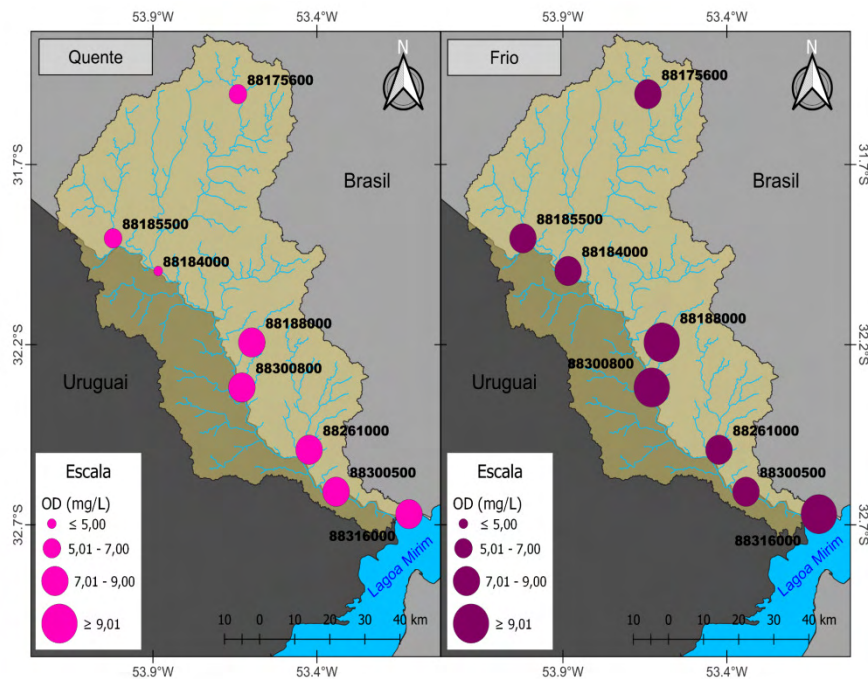 53.9°W 53.4°W 53.4°W
Quente
N
88175600
Brasil
31.7°S
88185500
88184000
88188000
32.2°S
88300800
Uruguai
88261000
88300500
88316000
32.7°S
Lagoa Mirim
Escala
OD (mg/L)
≤ 5,00
5,01 - 7,00
7,01 - 9,00
≥ 9,01
10 0 10 20 30 40 km
53.9°W 53.4°W
Frio
N
88175600
Brasil
31.7°S
88185500
88184000
88188000
32.2°S
88300800
Uruguai
88261000
88300500
88316000
32.7°S
Lagoa Mirim
Escala
OD (mg/L)
≤ 5,00
5,01 - 7,00
7,01 - 9,00
≥ 9,01
10 0 10 20 30 40 km
53.9°W 53.4°W